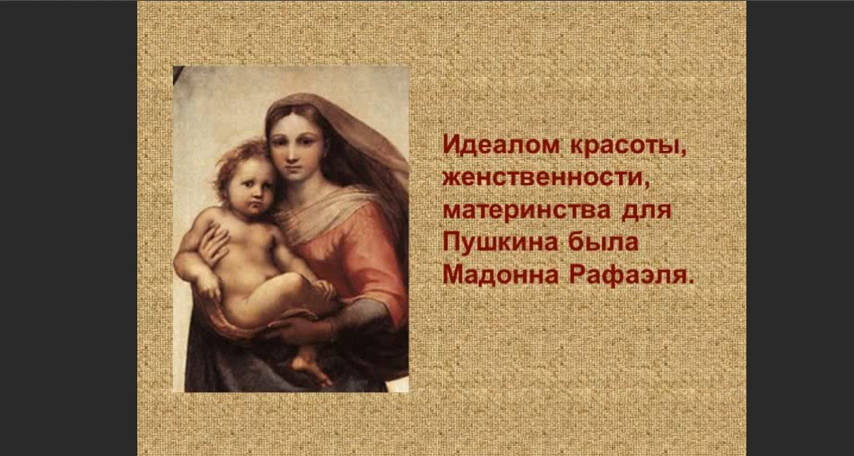 Идеалом красоты,
женственности,
материнства для
Пушкина была
Мадонна Рафаэля.